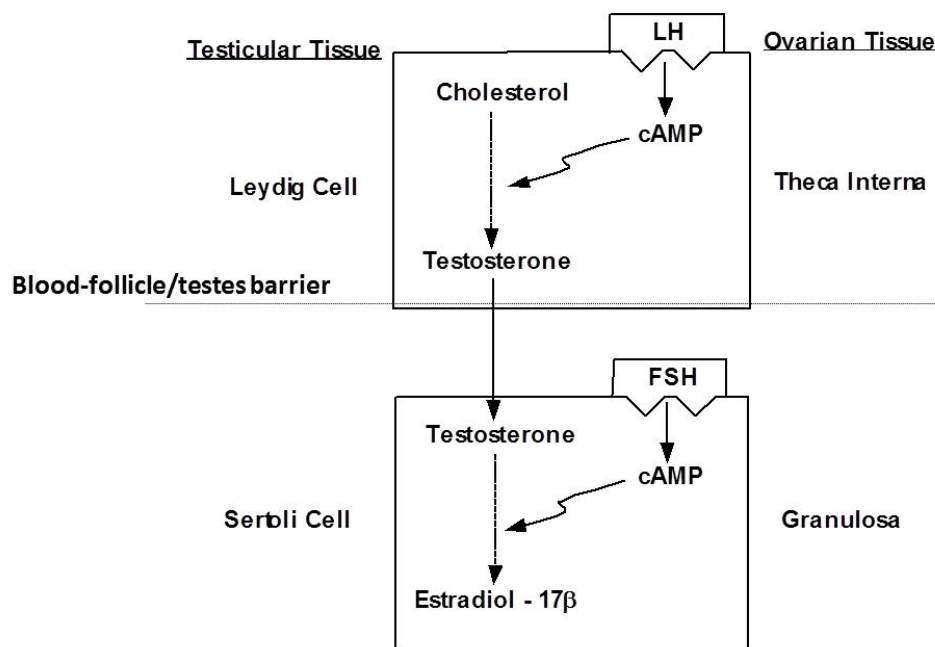 Testicular Tissue
LH
Ovarian Tissue
Cholesterol
cAMP
Leydig Cell
Theca Interna
Testosterone
Blood-follicle/testes barrier
FSH
Testosterone
cAMP
Sertoli Cell
Granulosa
Estradiol - 17β